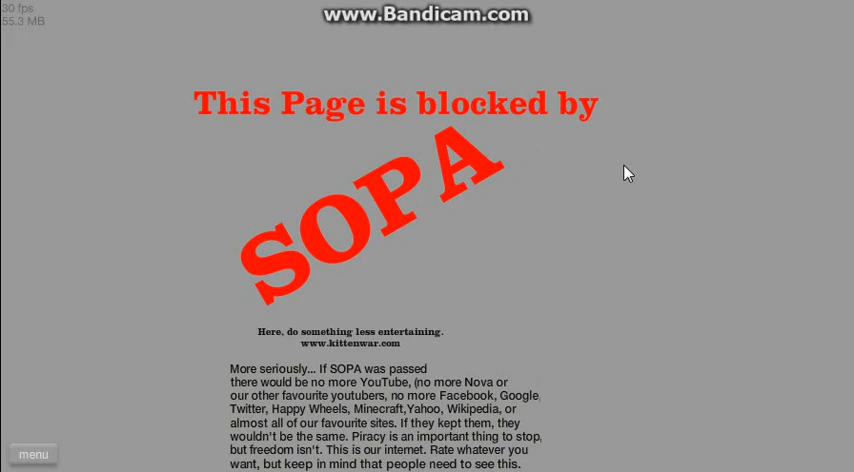 30 fps
55.3 MB
www.Bandicam.com
This Page is blocked by
SOPA
Here, do something less entertaining.
www.kittenwar.com
More seriously... If SOPA was passed
there would be no more YouTube, (no more Nova or
our other favourite youtubers, no more Facebook, Google,
Twitter, Happy Wheels, Minecraft,Yahoo, Wikipedia, or
almost all of our favourite sites. If they kept them, they
wouldn't be the same. Piracy is an important thing to stop,
but freedom isn't. This is our internet. Rate whatever you
want, but keep in mind that people need to see this.
menu